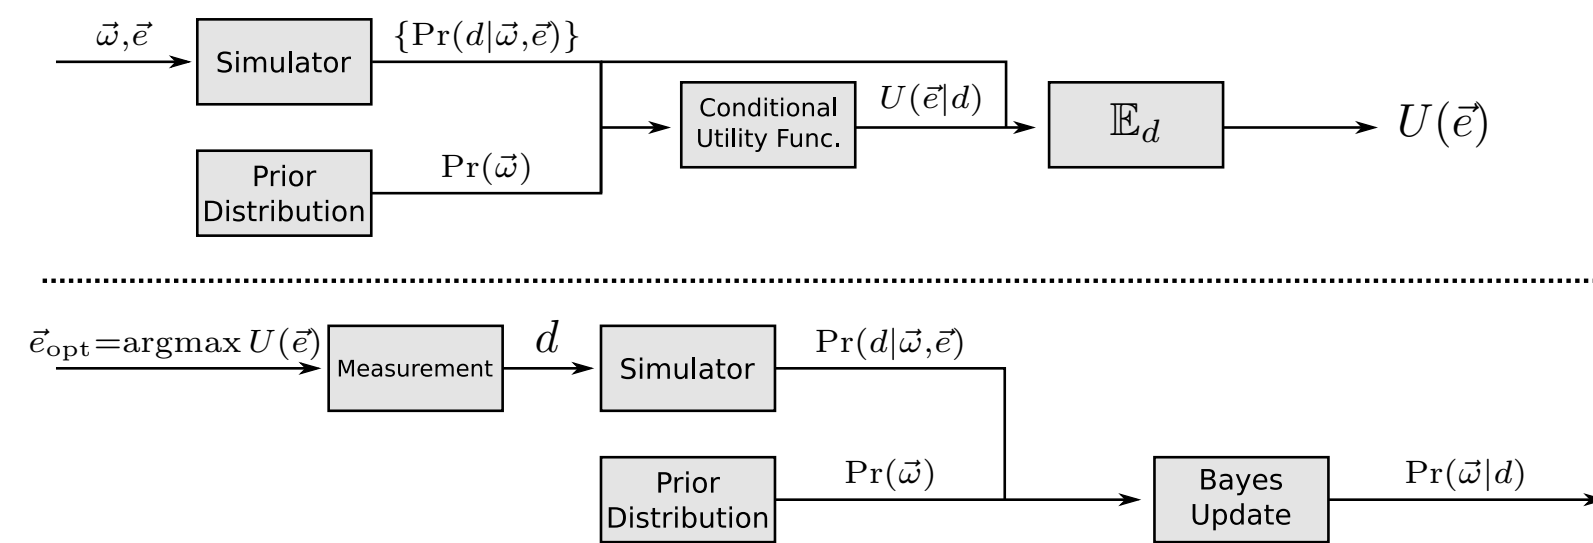 ω⃗,e⃗
Simulator
{Pr(d|ω⃗,e⃗)}
Conditional
Utility Func.
U(e⃗|d)
𝔼_d
U(e⃗)
Prior
Distribution
Pr(ω⃗)
e⃗_opt=argmax U(e⃗)
Measurement
d
Simulator
Pr(d|ω⃗,e⃗)
Prior
Distribution
Pr(ω⃗)
Bayes
Update
Pr(ω⃗|d)